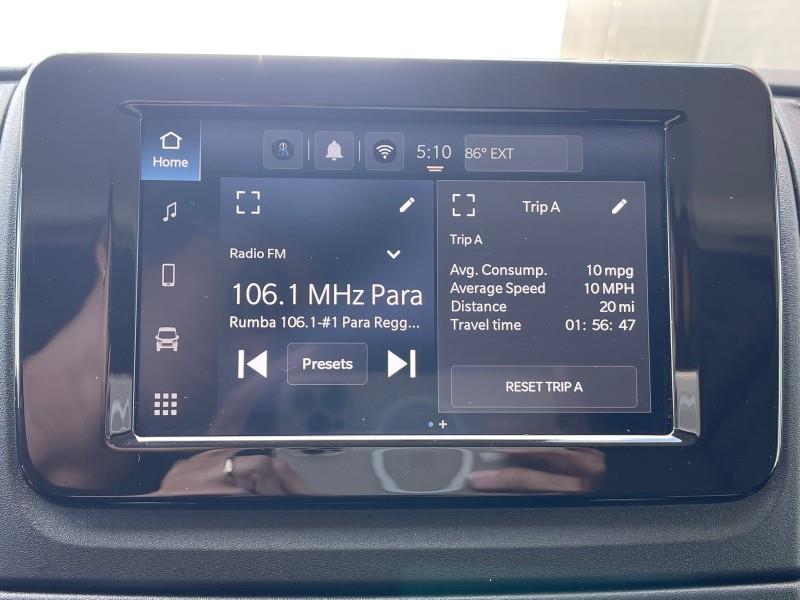 Home
5:10
86° EXT
Radio FM
106.1 MHz Para
Rumba 106.1-#1 Para Regg...
Presets
Trip A
Trip A
Avg. Consump. 10 mpg
Average Speed 10 MPH
Distance 20 mi
Travel time 01: 56: 47
RESET TRIP A